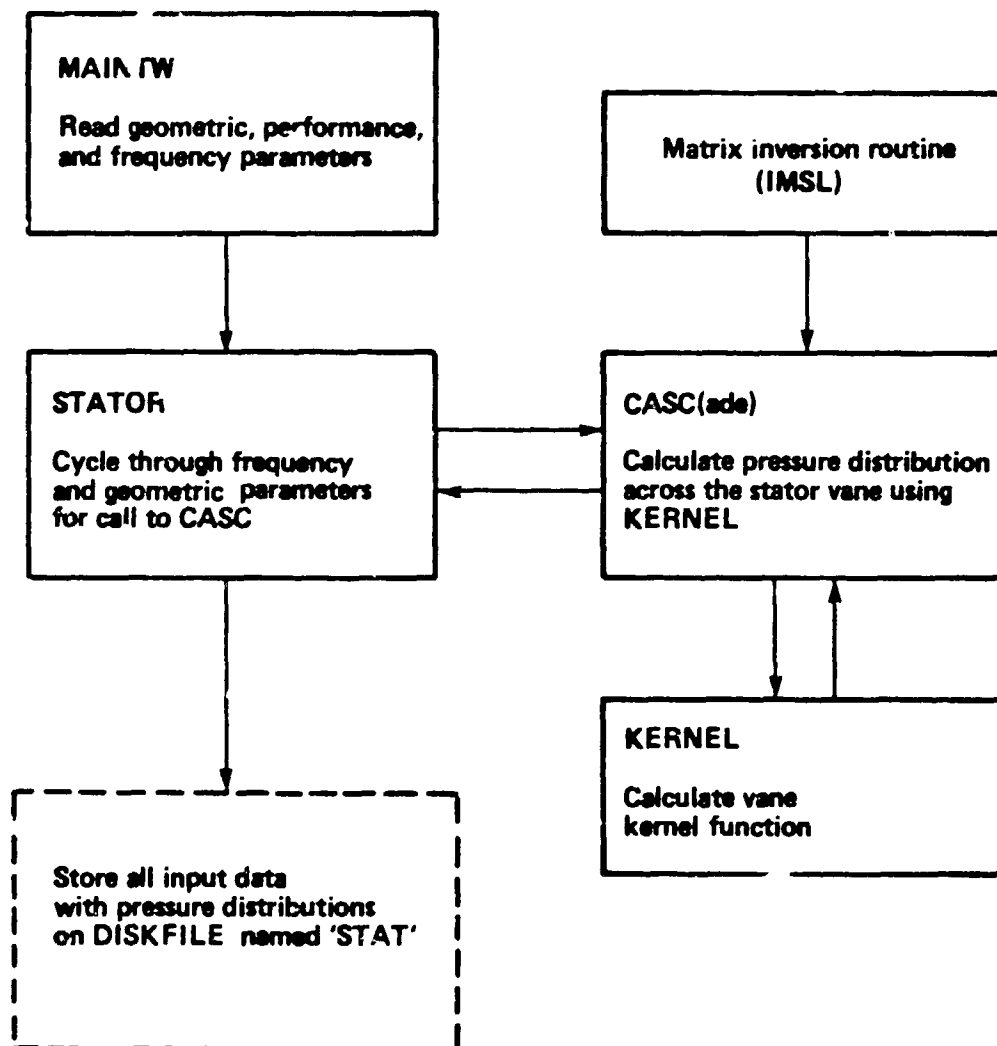 Read geometric, performance,
and frequency parameters
Matrix inversion routine
(IMSL)
STATOR
Cycle through frequency
and geometric parameters
for call to CASC
CASC(ade)
Calculate pressure distribution
across the stator vane using
KERNEL
KERNEL
Calculate vane
kernel function
Store all input data
with pressure distributions
on DISKFILE named 'STAT'